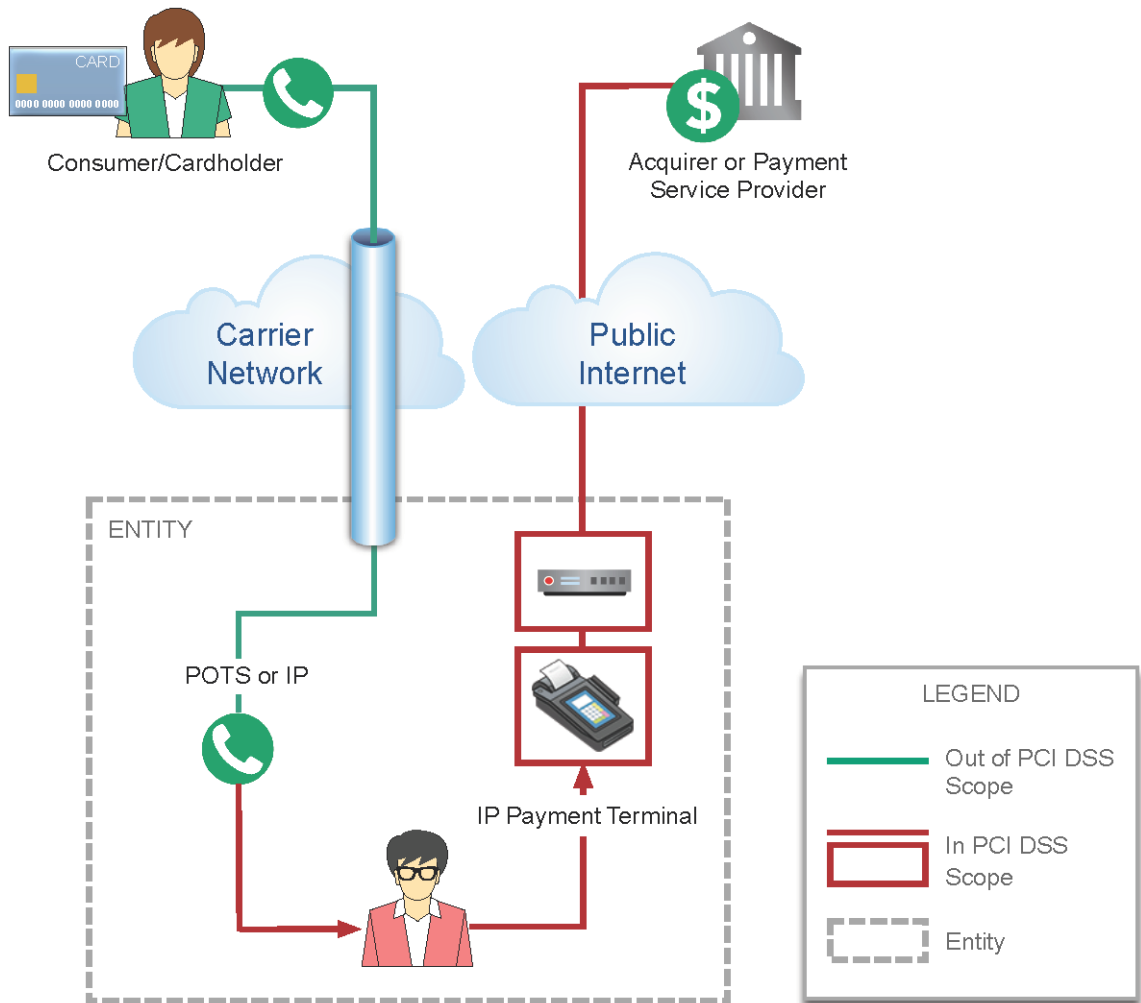 CARD
0000 0000 0000 0000
Consumer/Cardholder
Acquirer or Payment
Service Provider
Carrier
Network
Public
Internet
ENTITY
POTS or IP
IP Payment Terminal
LEGEND
Out of PCI DSS
Scope
In PCI DSS
Scope
Entity
$